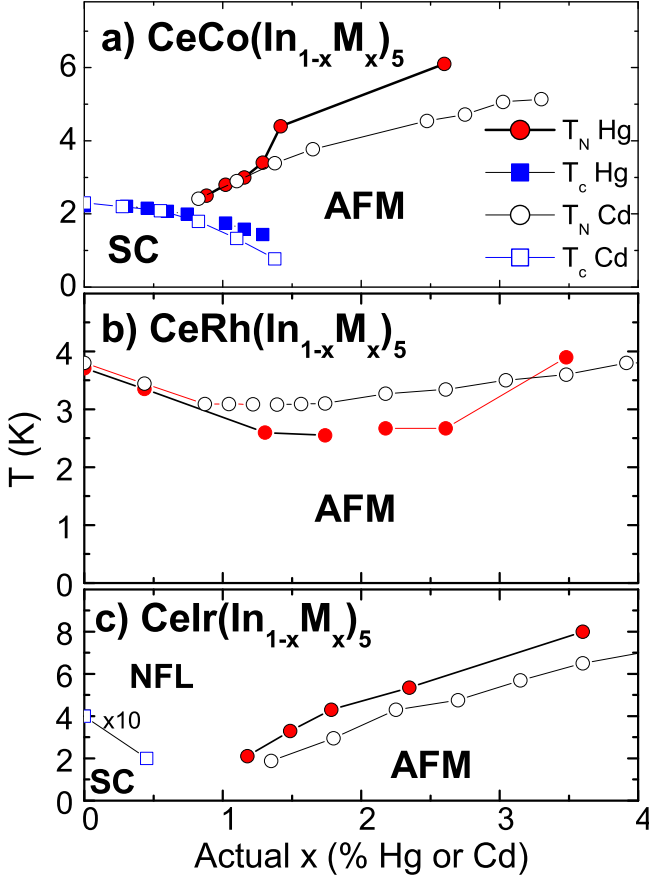 a) CeCo(In1-xMx)5
6
4
2
0
AFM
SC
TN Hg
Tc Hg
TN Cd
Tc Cd
b) CeRh(In1-xMx)5
4
3
2
1
0
T (K)
AFM
c) CeIr(In1-xMx)5
8
6
4
2
0
NFL
x10
SC
AFM
0 1 2 3 4
Actual x (% Hg or Cd)